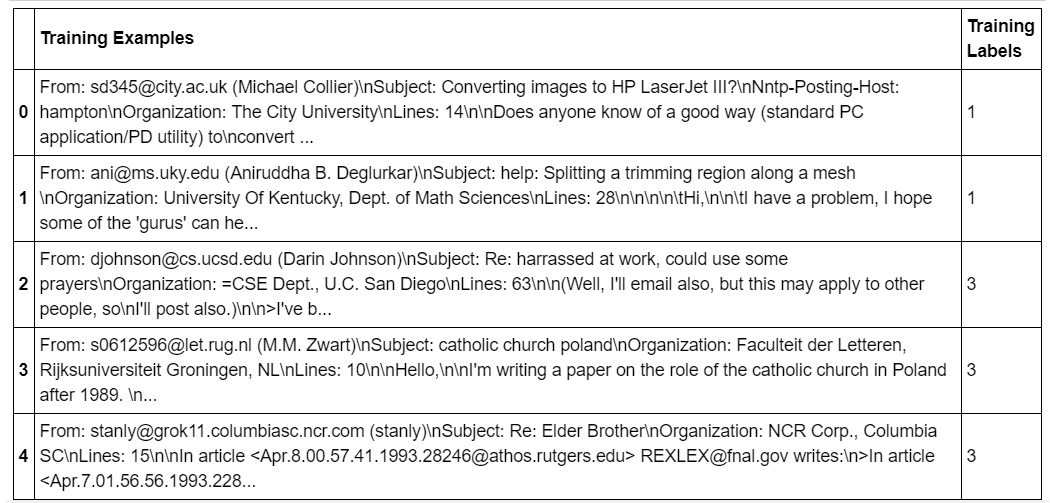 Training Examples
Training
Labels
0
From: sd345@city.ac.uk (Michael Collier)\nSubject: Converting images to HP LaserJet III?\nNntp-Posting-Host:
hampton\nOrganization: The City University\nLines: 14\n\nDoes anyone know of a good way (standard PC
application/PD utility) to\nconvert ...
1
1
From: ani@ms.uky.edu (Aniruddha B. Deglurkar)\nSubject: help: Splitting a trimming region along a mesh
\nOrganization: University Of Kentucky, Dept. of Math Sciences\nLines: 28\n\n\n\n\tHi,\n\n\tI have a problem, I hope
some of the 'gurus' can he...
1
2
From: djohnson@cs.ucsd.edu (Darin Johnson)\nSubject: Re: harrassed at work, could use some
prayers\nOrganization: =CSE Dept., U.C. San Diego\nLines: 63\n\n(Well, I'll email also, but this may apply to other
people, so\nI'll post also.)\n\n>I've b...
3
3
From: s0612596@let.rug.nl (M.M. Zwart)\nSubject: catholic church poland\nOrganization: Faculteit der Letteren,
Rijksuniversiteit Groningen, NL\nLines: 10\n\nHello,\n\nI'm writing a paper on the role of the catholic church in Poland
after 1989. \n...
3
4
From: stanly@grok11.columbiasc.ncr.com (stanly)\nSubject: Re: Elder Brother\nOrganization: NCR Corp., Columbia
SC\nLines: 15\n\nIn article <Apr.8.00.57.41.1993.28246@athos.rutgers.edu> REXLEX@fnal.gov writes:\n>In article
<Apr.7.01.56.56.1993.228...
3